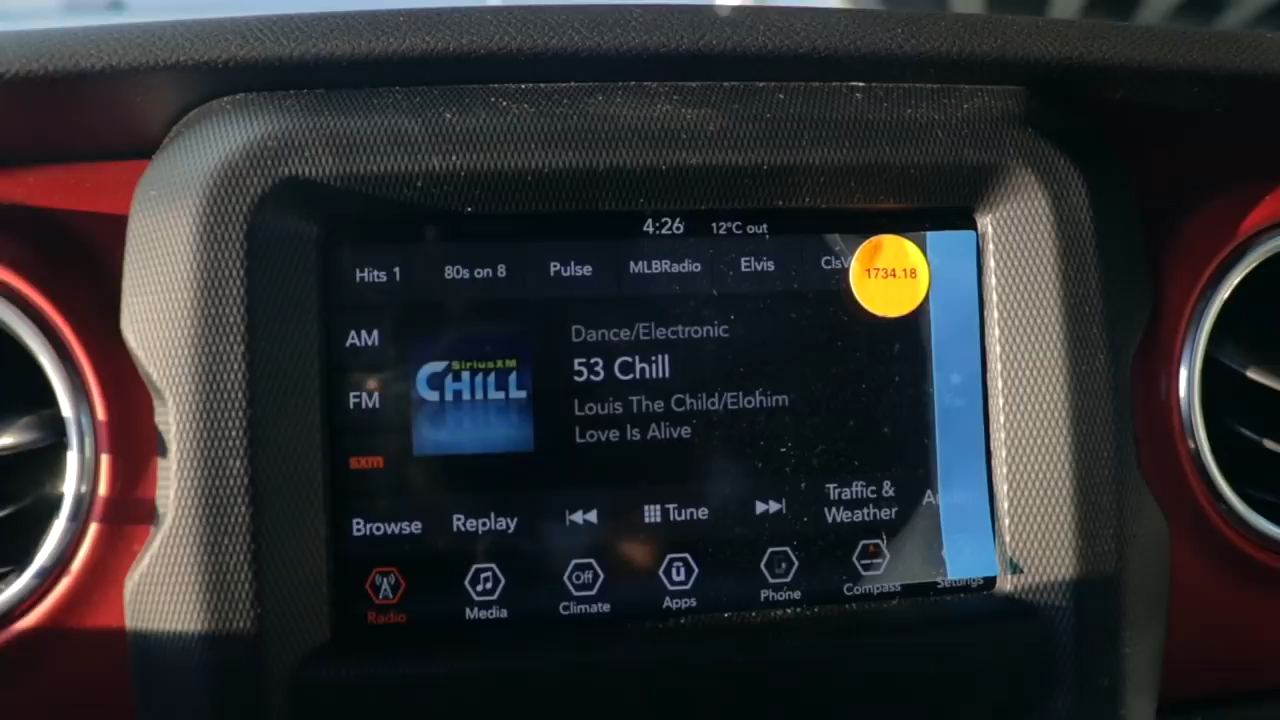 4:26 12°C out
Hits 1 80s on 8 Pulse MLBRadio Elvis ClsV
1734.18
AM
FM
sxm
SiriusXM
CHILL
Dance/Electronic
53 Chill
Louis The Child/Elohim
Love Is Alive
Browse Replay Tune Traffic &
Weather A
Radio Media Off Climate ū Apps Phone Compass Settings